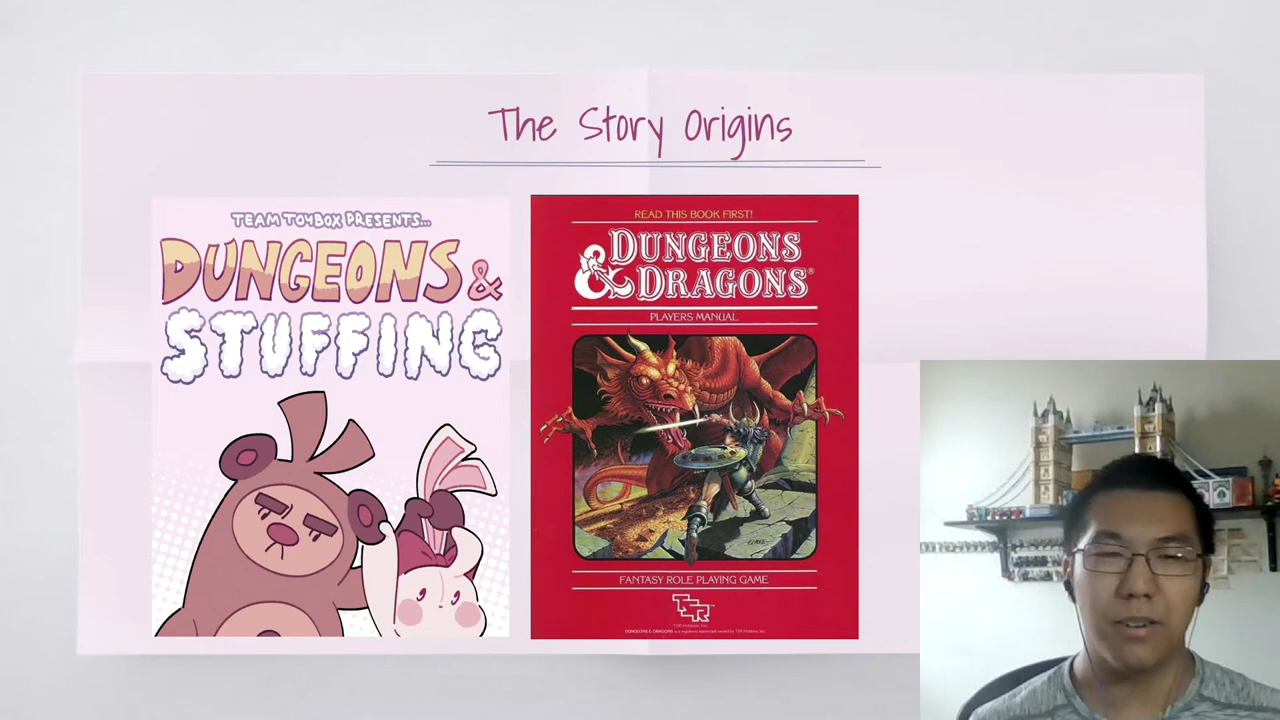 The Story Origins
TEAM TOYBOX PRESENTS...
DUNGEONS &
STUFFING
READ THIS BOOK FIRST!
DUNGEONS
& DRAGONS®
PLAYERS MANUAL
FANTASY ROLE PLAYING GAME
TSR